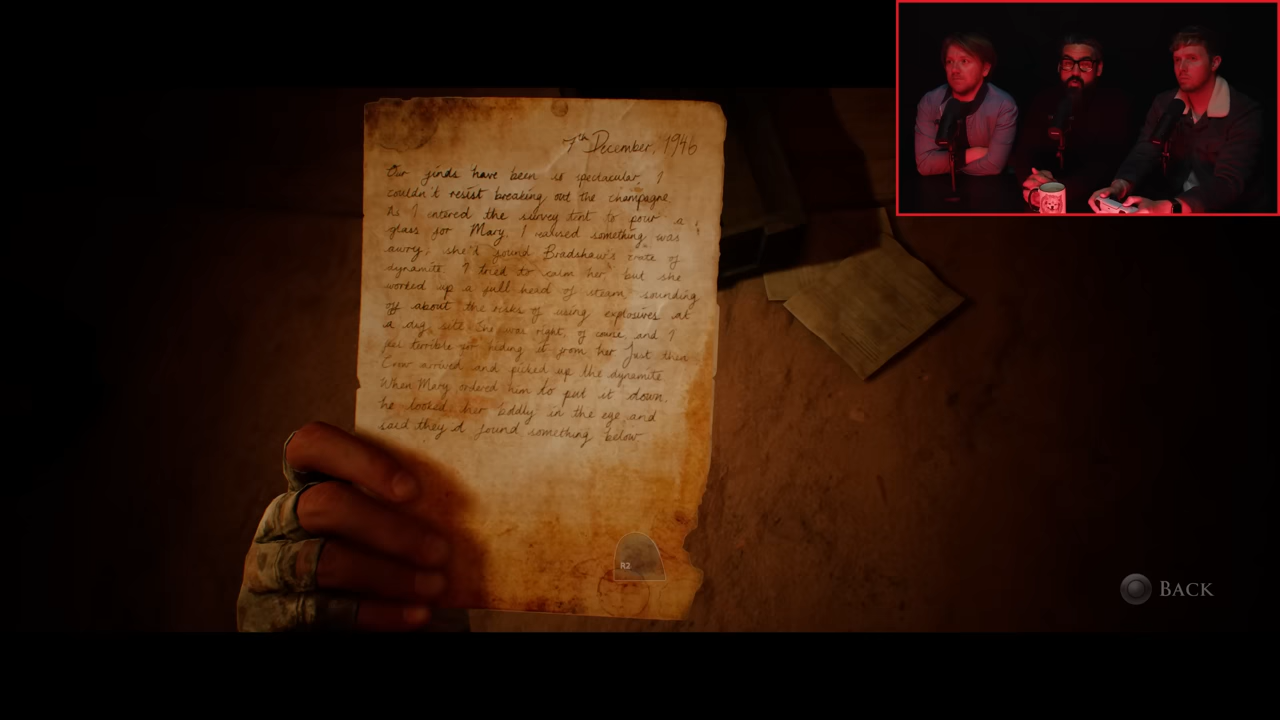 7th December, 1946
Our finds have been so spectacular, I
couldn't resist breaking out the champagne
As I entered the survey tent to pour a
glass for Mary, I realised something was
awry; she'd found Bradshaw's crate of
dynamite. I tried to calm her, but she
worked up a full head of steam sounding
off about the risks of using explosives at
a dig site. She was right, of course, and I
feel terrible for hiding it from her. Just then
Crow arrived and picked up the dynamite
When Mary ordered him to put it down,
he looked her boldly in the eye and
said they'd found something below
R2
BACK